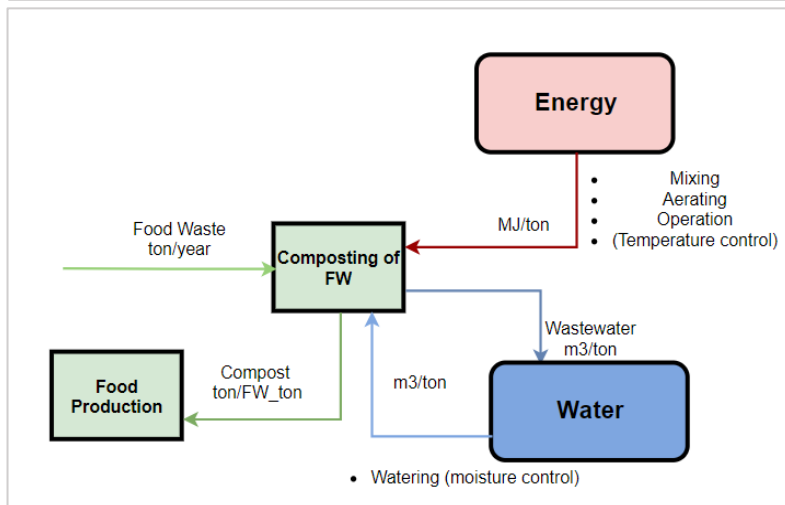 Energy
• Mixing
• Aerating
• Operation
• (Temperature control)
MJ/ton
Food Waste
ton/year
Composting of
FW
Wastewater
m3/ton
Compost
ton/FW_ton
m3/ton
Food
Production
Water
• Watering (moisture control)